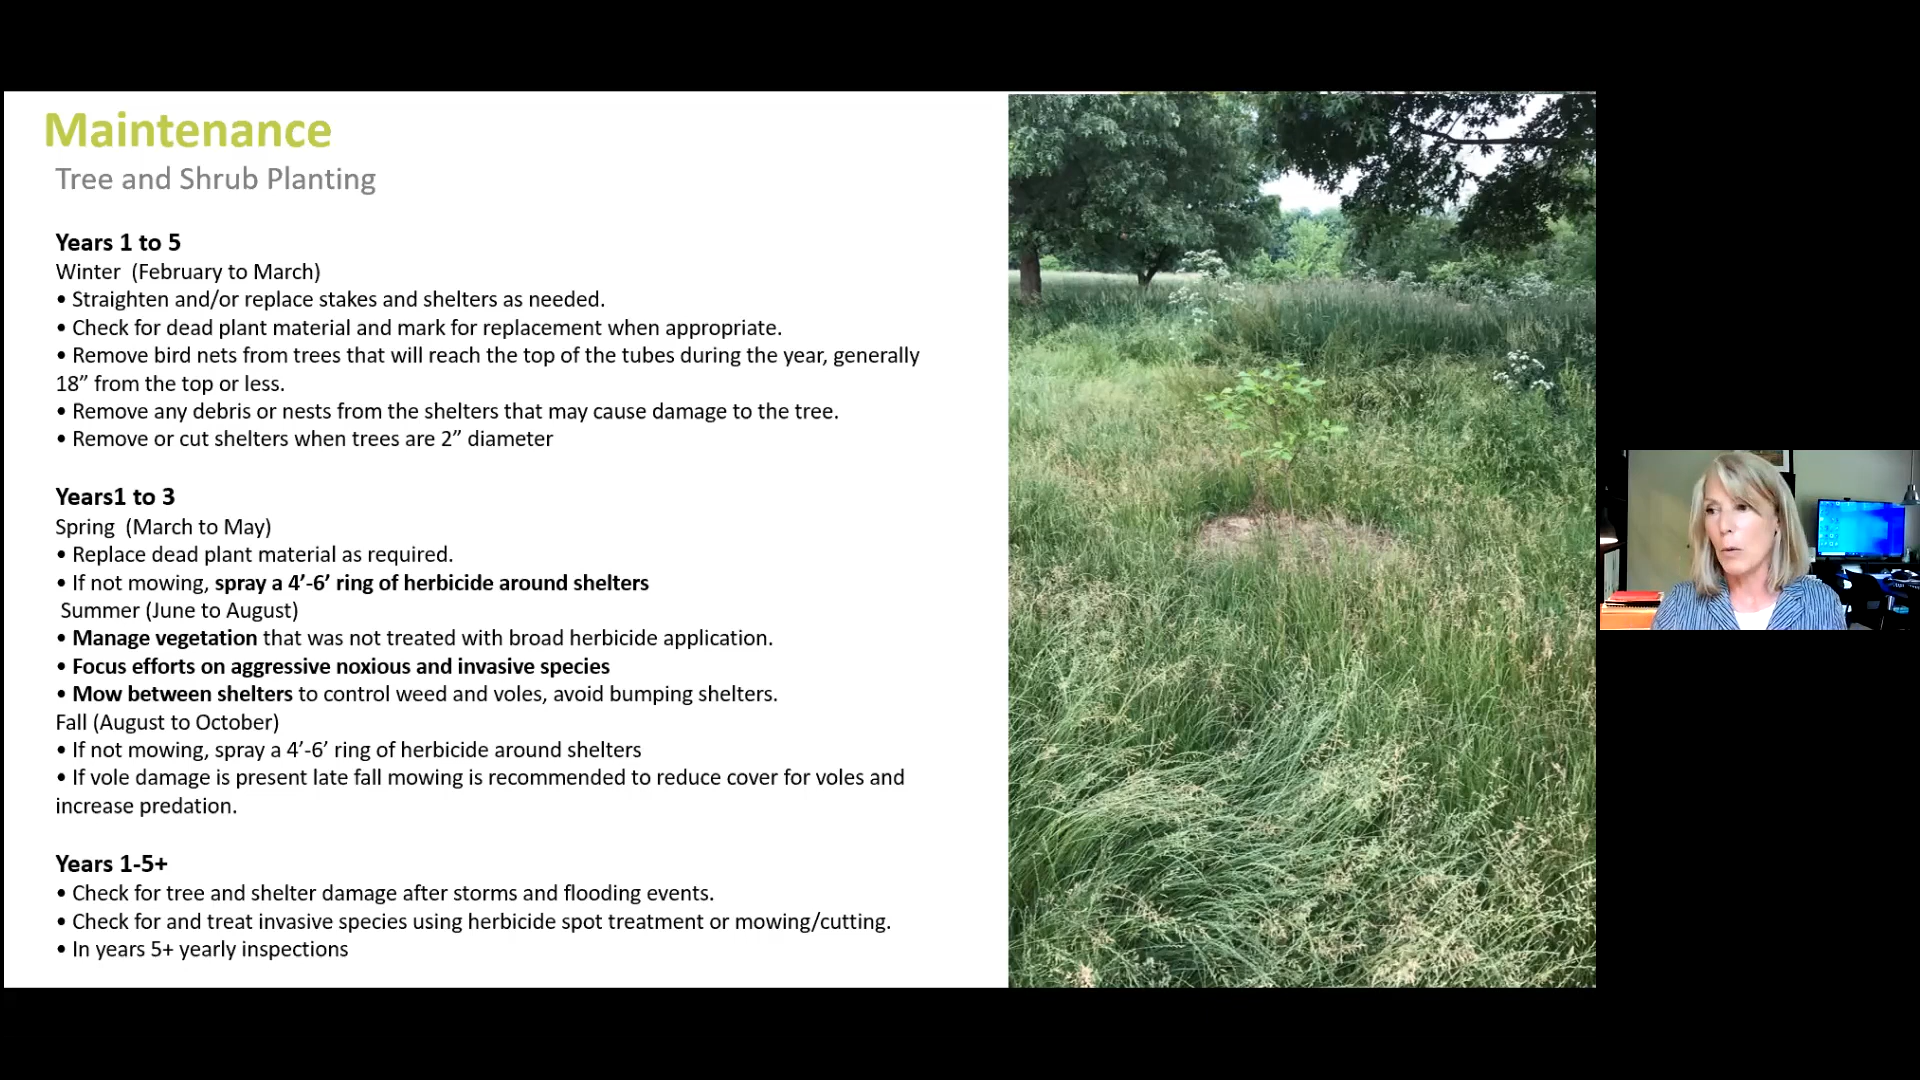 Maintenance
Tree and Shrub Planting
Years 1 to 5
Winter  (February to March)
• Straighten and/or replace stakes and shelters as needed.
• Check for dead plant material and mark for replacement when appropriate.
• Remove bird nets from trees that will reach the top of the tubes during the year, generally
18” from the top or less.
• Remove any debris or nests from the shelters that may cause damage to the tree.
• Remove or cut shelters when trees are 2” diameter
Years1 to 3
Spring  (March to May)
• Replace dead plant material as required.
• If not mowing, spray a 4’-6’ ring of herbicide around shelters
Summer (June to August)
• Manage vegetation that was not treated with broad herbicide application.
• Focus efforts on aggressive noxious and invasive species
• Mow between shelters to control weed and voles, avoid bumping shelters.
Fall (August to October)
• If not mowing, spray a 4’-6’ ring of herbicide around shelters
• If vole damage is present late fall mowing is recommended to reduce cover for voles and
increase predation.
Years 1-5+
• Check for tree and shelter damage after storms and flooding events.
• Check for and treat invasive species using herbicide spot treatment or mowing/cutting.
• In years 5+ yearly inspections